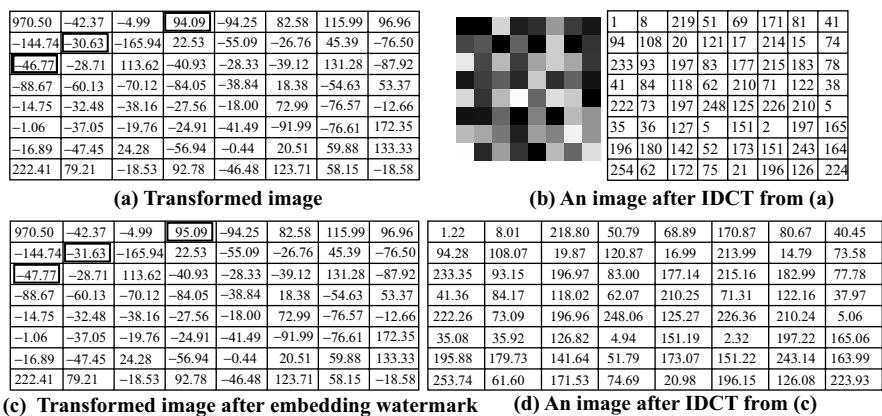 970.50 −42.37 −4.99 94.09 −94.25 82.58 115.99 96.96
−144.74 −30.63 −165.94 22.53 −55.09 −26.76 45.39 −76.50
−46.77 −28.71 113.62 −40.93 −28.33 −39.12 131.28 −87.92
−88.67 −60.13 −70.12 −84.05 −38.84 18.38 −54.63 53.37
−14.75 −32.48 −38.16 −27.56 −18.00 72.99 −76.57 −12.66
−1.06 −37.05 −19.76 −24.91 −41.49 −91.99 −76.61 172.35
−16.89 −47.45 24.28 −56.94 −0.44 20.51 59.88 133.33
222.41 79.21 −18.53 92.78 −46.48 123.71 58.15 −18.58
(a) Transformed image
1 8 219 51 69 171 81 41
94 108 20 121 17 214 15 74
233 93 197 83 177 215 183 78
41 84 118 62 210 71 122 38
222 73 197 248 125 226 210 5
35 36 127 5 151 2 197 165
196 180 142 52 173 151 243 164
254 62 172 75 21 196 126 224
(b) An image after IDCT from (a)
970.50 −42.37 −4.99 95.09 −94.25 82.58 115.99 96.96
−144.74 −31.63 −165.94 22.53 −55.09 −26.76 45.39 −76.50
−47.77 −28.71 113.62 −40.93 −28.33 −39.12 131.28 −87.92
−88.67 −60.13 −70.12 −84.05 −38.84 18.38 −54.63 53.37
−14.75 −32.48 −38.16 −27.56 −18.00 72.99 −76.57 −12.66
−1.06 −37.05 −19.76 −24.91 −41.49 −91.99 −76.61 172.35
−16.89 −47.45 24.28 −56.94 −0.44 20.51 59.88 133.33
222.41 79.21 −18.53 92.78 −46.48 123.71 58.15 −18.58
(c) Transformed image after embedding watermark
1.22 8.01 218.80 50.79 68.89 170.87 80.67 40.45
94.28 108.07 19.87 120.87 16.99 213.99 14.79 73.58
233.35 93.15 196.97 83.00 177.14 215.16 182.99 77.78
41.36 84.17 118.02 62.07 210.25 71.31 122.16 37.97
222.26 73.09 196.96 248.06 125.27 226.36 210.24 5.06
35.08 35.92 126.82 4.94 151.19 2.32 197.22 165.06
195.88 179.73 141.64 51.79 173.07 151.22 243.14 163.99
253.74 61.60 171.53 74.69 20.98 196.15 126.08 223.93
(d) An image after IDCT from (c)